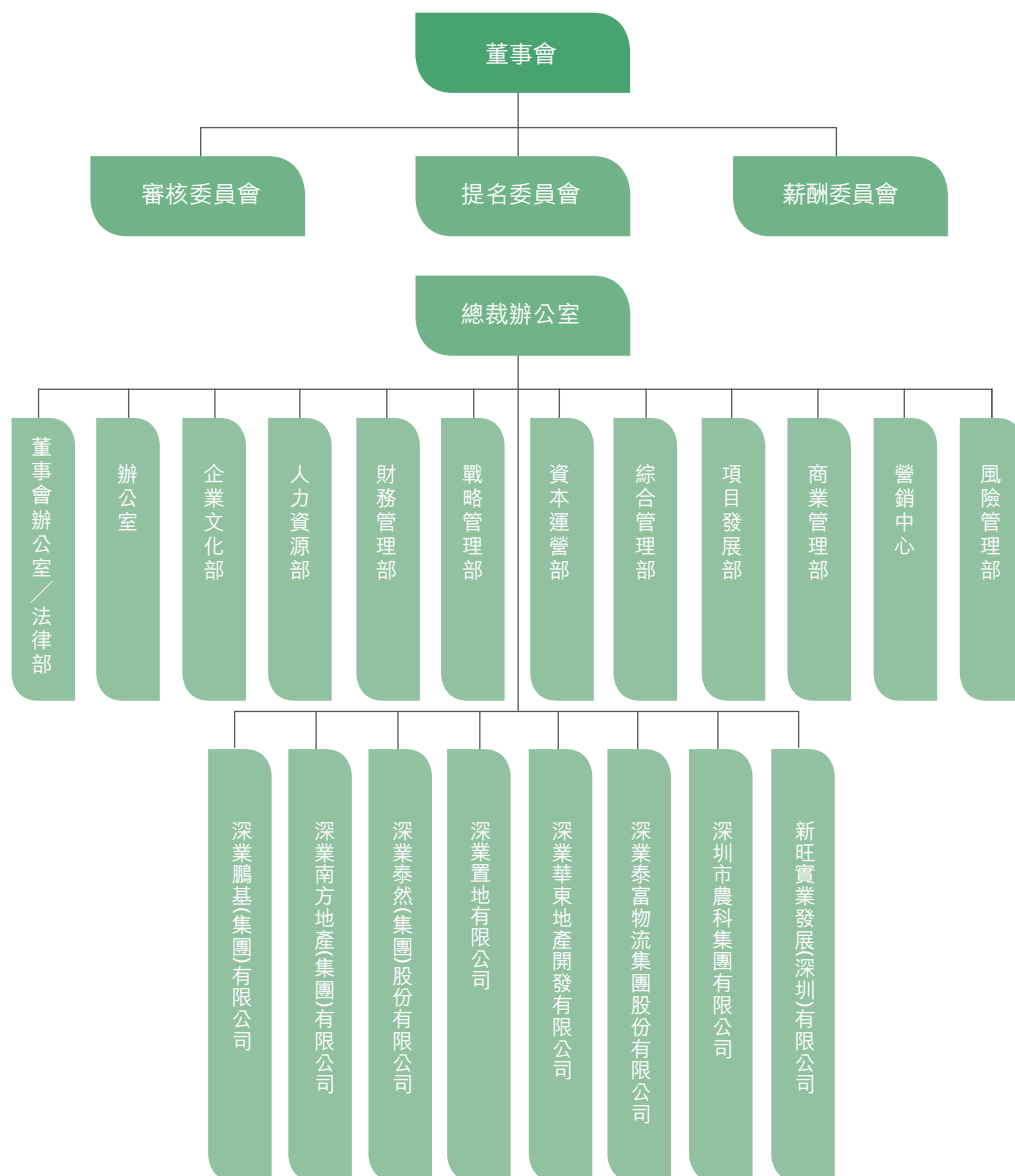 董事會
審核委員會
提名委員會
薪酬委員會
總裁辦公室
董事會辦公室／法律部
辦公室
企業文化部
人力資源部
財務管理部
戰略管理部
資本運營部
綜合管理部
項目發展部
商業管理部
營銷中心
風險管理部
深業鵬基(集團)有限公司
深業南方地產(集團)有限公司
深業泰然(集團)股份有限公司
深業置地有限公司
深業華東地產開發有限公司
深業泰富物流集團股份有限公司
深圳市農科集團有限公司
新旺實業發展(深圳)有限公司